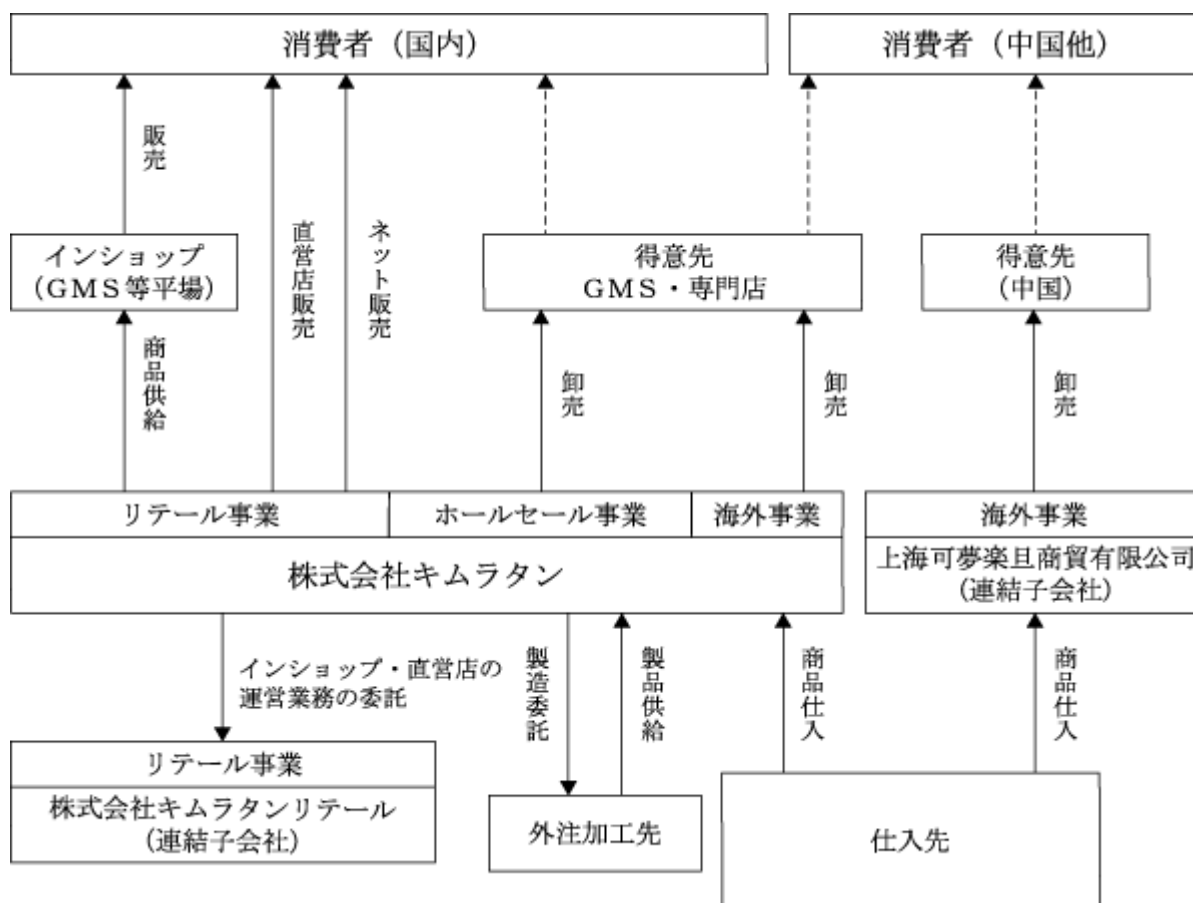 消費者（国内）
消費者（中国他）
販売
直営店販売
ネット販売
インショップ
（ＧＭＳ等平場）
得意先
ＧＭＳ・専門店
得意先
（中国）
商品供給
卸売
卸売
卸売
リテール事業
ホールセール事業
海外事業
海外事業
株式会社キムラタン
上海可夢楽旦商貿有限公司
（連結子会社）
インショップ・直営店の
運営業務の委託
製造委託
製品供給
商品仕入
商品仕入
リテール事業
株式会社キムラタンリテール
（連結子会社）
外注加工先
仕入先